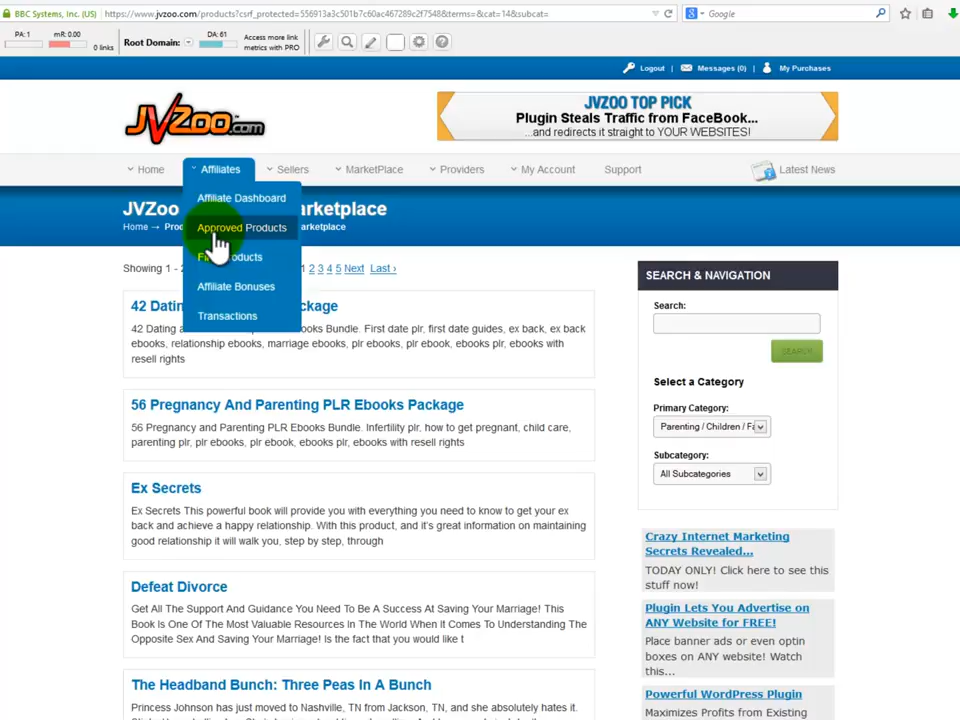 BBC Systems, Inc. (US)
https://www.jvzoo.com/products?csrf_protected=556913a3c501b7c60ac467289c2f7548&terms=&cat=14&subcat=
Google
PA: 1
mR: 0.00
0 links
Root Domain:
DA: 61
Access more link
metrics with PRO
Logout | Messages (0) | My Purchases
JVZoo.com
JVZOO TOP PICK
Plugin Steals Traffic from FaceBook...
...and redirects it straight to YOUR WEBSITES!
Home
Affiliates
Sellers
MarketPlace
Providers
My Account
Support
Latest News
Affiliate Dashboard
Approved Products
Affiliate Bonuses
Transactions
JVZoo
Home →
Showing 1 -
1 2 3 4 5 Next Last ›
42
56 Pregnancy And Parenting PLR Ebooks Package
42 Dating
Bundle. First date plr, first date guides, ex back, ex back
ebooks, relationship ebooks, marriage ebooks, plr ebooks, plr ebook, ebooks plr, ebooks with
resell rights
56 Pregnancy and Parenting PLR Ebooks Bundle. Infertility plr, how to get pregnant, child care,
parenting plr, plr ebooks, plr ebook, ebooks plr, ebooks with resell rights
Ex Secrets
Ex Secrets This powerful book will provide you with everything you need to know to get your ex
back and achieve a happy relationship. With this product, and it's great information on maintaining
good relationship it will walk you, step by step, through
Defeat Divorce
Get All The Support And Guidance You Need To Be A Success At Saving Your Marriage! This
Book Is One Of The Most Valuable Resources In The World When It Comes To Understanding The
Opposite Sex And Saving Your Marriage! Is the fact that you would like t
The Headband Bunch: Three Peas In A Bunch
Princess Johnson has just moved to Nashville, TN from Jackson, TN, and she absolutely hates it.
SEARCH & NAVIGATION
Search:
SEARCH
Select a Category
Primary Category:
Parenting / Children / Fa
Subcategory:
All Subcategories
Crazy Internet Marketing
Secrets Revealed...
TODAY ONLY! Click here to see this
stuff now!
Plugin Lets You Advertise on
ANY Website for FREE!
Place banner ads or even optin
boxes on ANY website! Watch
this...
Powerful WordPress Plugin
Maximizes Profits from Existing